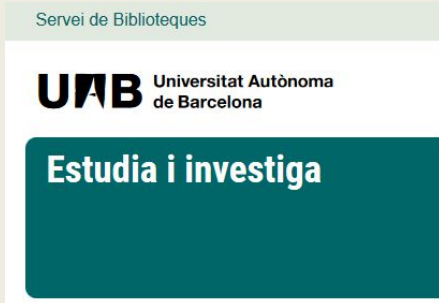 Servei de Biblioteques
UAB Universitat Autònoma
de Barcelona
Estudia i investiga